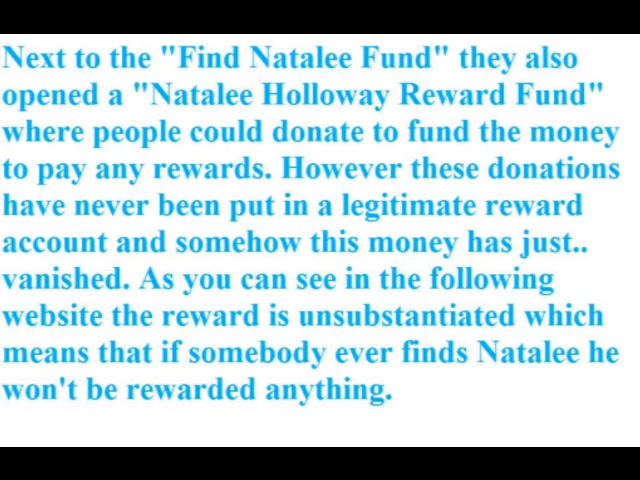 Next to the "Find Natalee Fund" they also
opened a "Natalee Holloway Reward Fund"
where people could donate to fund the money
to pay any rewards. However these donations
have never been put in a legitimate reward
account and somehow this money has just..
vanished. As you can see in the following
website the reward is unsubstantiated which
means that if somebody ever finds Natalee he
won't be rewarded anything.